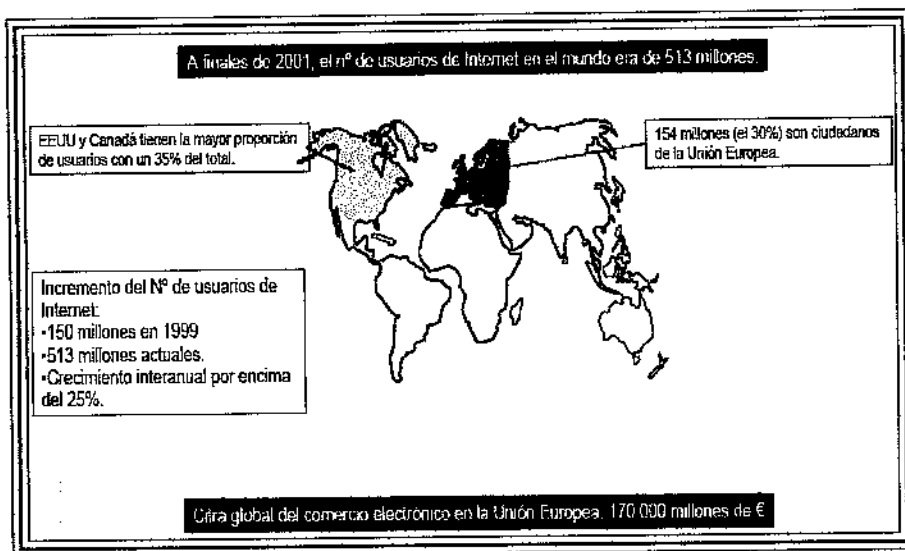 A finales de 2001, el nº de usuarios de Internet en el mundo era de 513 millones.
EEUU y Canadá tienen la mayor proporción
de usuarios con un 35% del total.
154 millones (el 30%) son ciudadanos
de la Unión Europea.
Incremento del Nº de usuarios de
Internet:
•150 millones en 1999
•513 millones actuales.
•Crecimiento interanual por encima
del 25%.
Cifra global del comercio electrónico en la Unión Europea. 170.000 millones de €